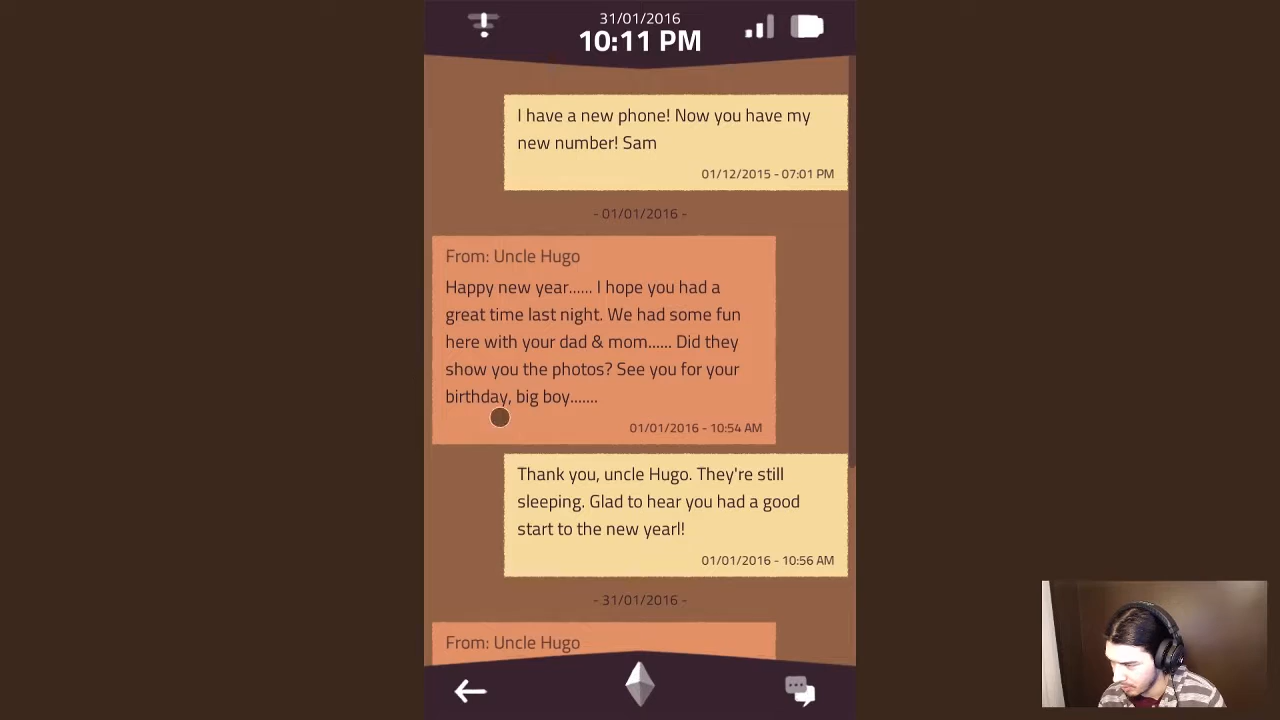 31/01/2016
10:11 PM
I have a new phone! Now you have my
new number! Sam
01/12/2015 - 07:01 PM
- 01/01/2016 -
From: Uncle Hugo
Happy new year...... I hope you had a
great time last night. We had some fun
here with your dad & mom...... Did they
show you the photos? See you for your
birthday, big boy.......
01/01/2016 - 10:54 AM
Thank you, uncle Hugo. They're still
sleeping. Glad to hear you had a good
start to the new yearl!
01/01/2016 - 10:56 AM
- 31/01/2016 -
From: Uncle Hugo